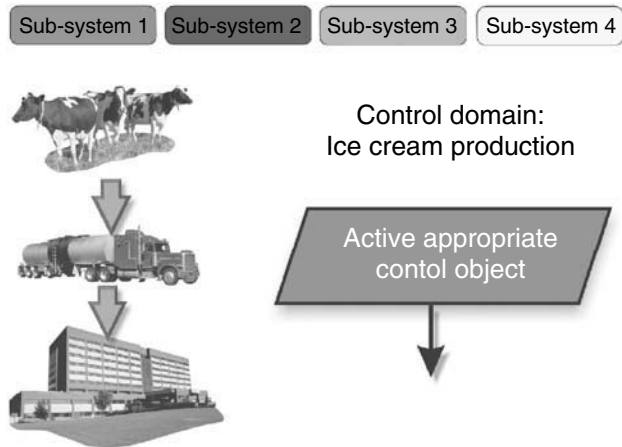 Sub-system 1
Sub-system 2
Sub-system 3
Sub-system 4
Control domain:
Ice cream production
Active appropriate
contol object